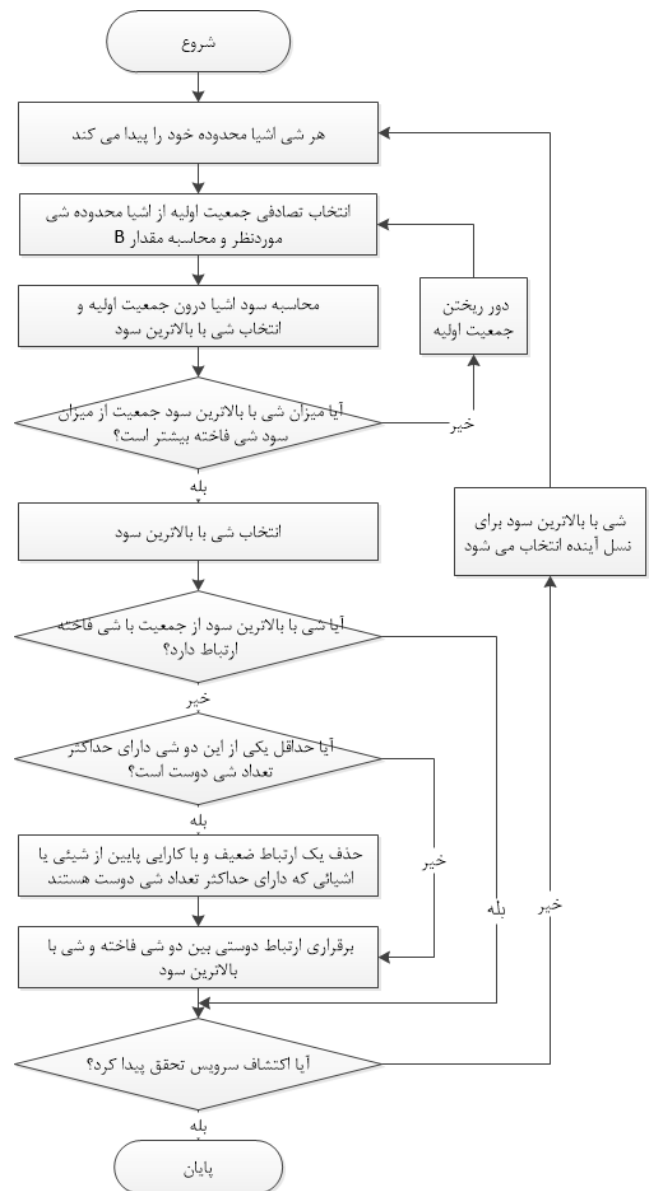 شروع
هر شی اشیا محدوده خود را پیدا می کند
انتخاب تصادفی جمعیت اولیه از اشیا محدوده شی
موردنظر و محاسبه مقدار B
دور ریختن
جمعیت اولیه
محاسبه سود اشیا درون جمعیت اولیه و
انتخاب شی با بالاترین سود
آیا میزان شی با بالاترین سود جمعیت از میزان
سود شی فاخته بیشتر است؟
خیر
بله
انتخاب شی با بالاترین سود
شی با بالاترین سود برای
نسل آینده انتخاب می شود
آیا شی با بالاترین سود از جمعیت با شی فاخته
ارتباط دارد؟
خیر
آیا حداقل یکی از این دو شی دارای حداکثر
تعداد شی دوست است؟
بله
حذف یک ارتباط ضعیف و با کارایی پایین از شیئی یا
اشیائی که دارای حداکثر تعداد شی دوست هستند
خیر
بله
خیر
برقراری ارتباط دوستی بین دو شی فاخته و شی با
بالاترین سود
آیا اکتشاف سرویس تحقق پیدا کرد؟
بله
پایان